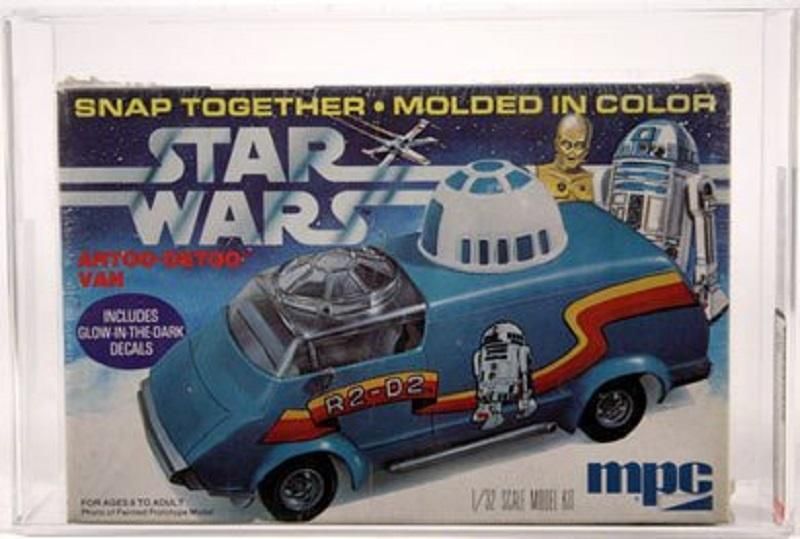 SNAP TOGETHER • MOLDED IN COLOR
STAR
WARS
ARTOO-DETOO
VAN
INCLUDES
GLOW-IN-THE-DARK
DECALS
R2-D2
mpc
1/32 SCALE MODEL KIT
FOR AGES 8 TO ADULT
Photo of Painted Prototype Model